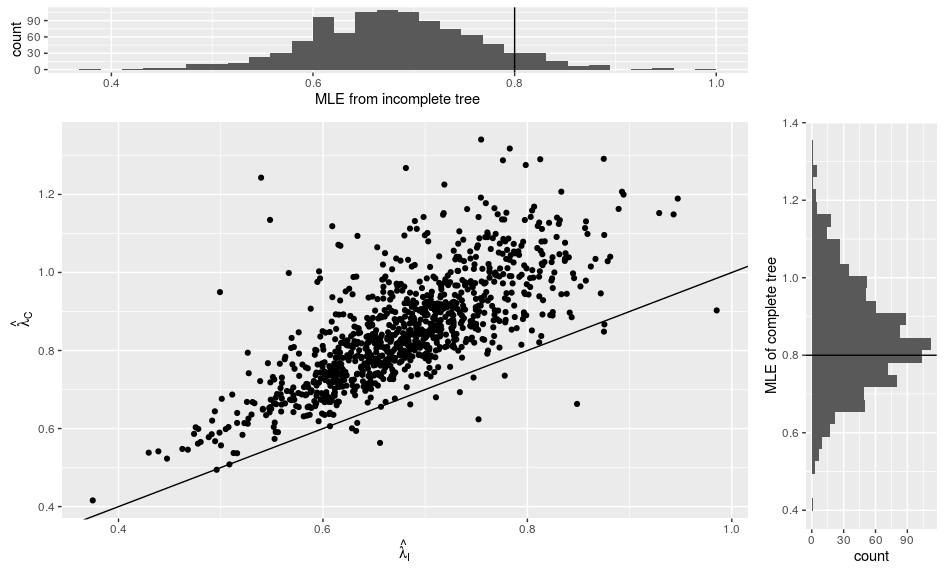 count
90
60
30
0
0.4 0.6 0.8 1.0
MLE from incomplete tree
λ̂C
1.2
1.0
0.8
0.6
0.4
0.4 0.6 0.8 1.0
λ̂I
MLE of complete tree
1.4
1.2
1.0
0.8
0.6
0.4
0 30 60 90
count